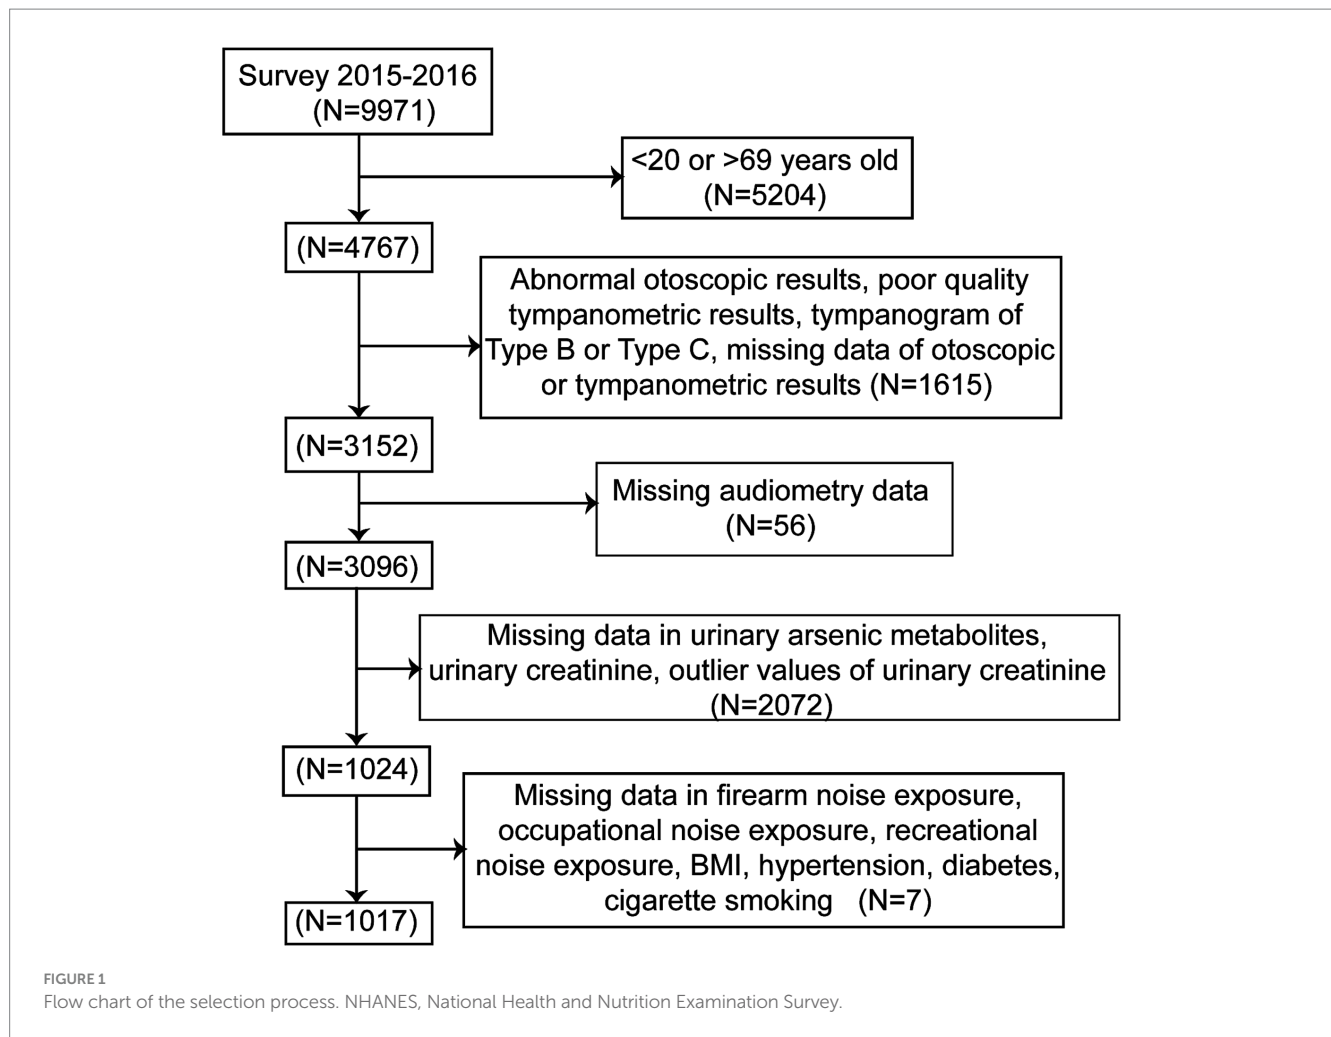 Survey 2015-2016
(N=9971)
<20 or >69 years old
(N=5204)
(N=4767)
Abnormal otoscopic results, poor quality
tympanometric results, tympanogram of
Type B or Type C, missing data of otoscopic
or tympanometric results (N=1615)
(N=3152)
Missing audiometry data
(N=56)
(N=3096)
Missing data in urinary arsenic metabolites,
urinary creatinine, outlier values of urinary creatinine
(N=2072)
(N=1024)
Missing data in firearm noise exposure,
occupational noise exposure, recreational
noise exposure, BMI, hypertension, diabetes,
cigarette smoking (N=7)
(N=1017)
FIGURE 1
Flow chart of the selection process. NHANES, National Health and Nutrition Examination Survey.